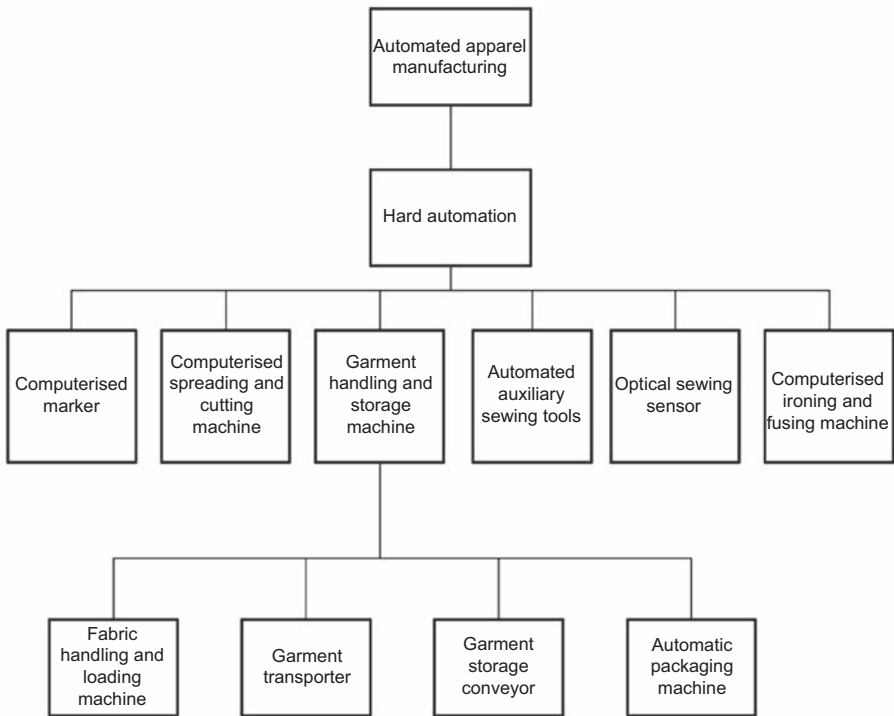 Automated apparel
manufacturing
Hard automation
Computerised
marker
Computerised
spreading and
cutting
machine
Garment
handling and
storage
machine
Automated
auxiliary
sewing tools
Optical sewing
sensor
Computerised
ironing and
fusing machine
Fabric
handling and
loading
machine
Garment
transporter
Garment
storage
conveyor
Automatic
packaging
machine